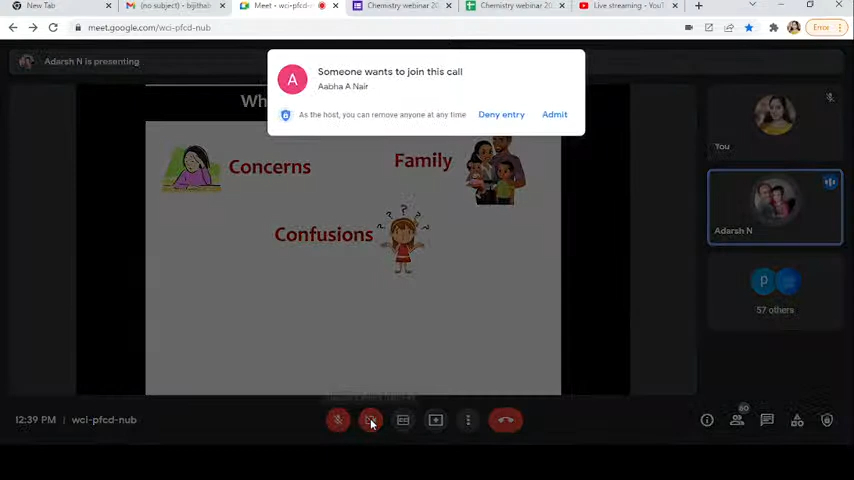 New Tab
(no subject) - bijithai
Meet - wci-pfcd-nub
Chemistry webinar 20
Chemistry webinar 20
Live streaming - YouT
meet.google.com/wci-pfcd-nub
Error
Adarsh N is presenting
Someone wants to join this call
A
Aabha A Nair
As the host, you can remove anyone at any time
Deny entry
Admit
Wh
Concerns
Family
Confusions
You
Adarsh N
p
57 others
12:39 PM | wci-pfcd-nub
60